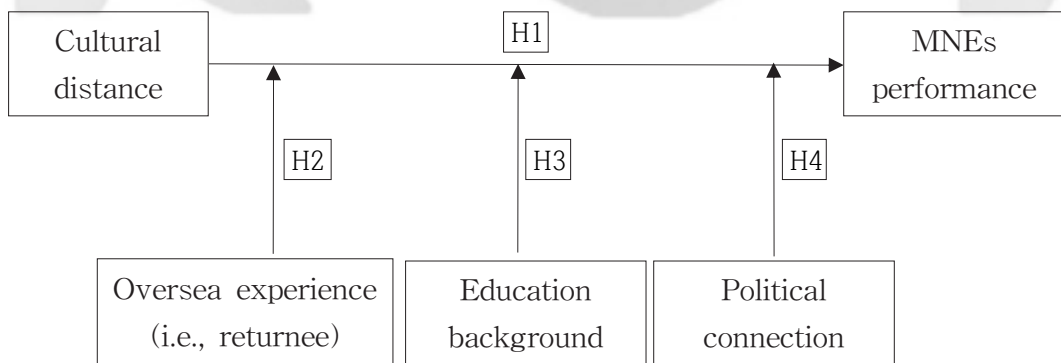 H1
Cultural
distance
MNEs
performance
H2
H3
H4
Oversea experience
(i.e., returnee)
Education
background
Political
connection